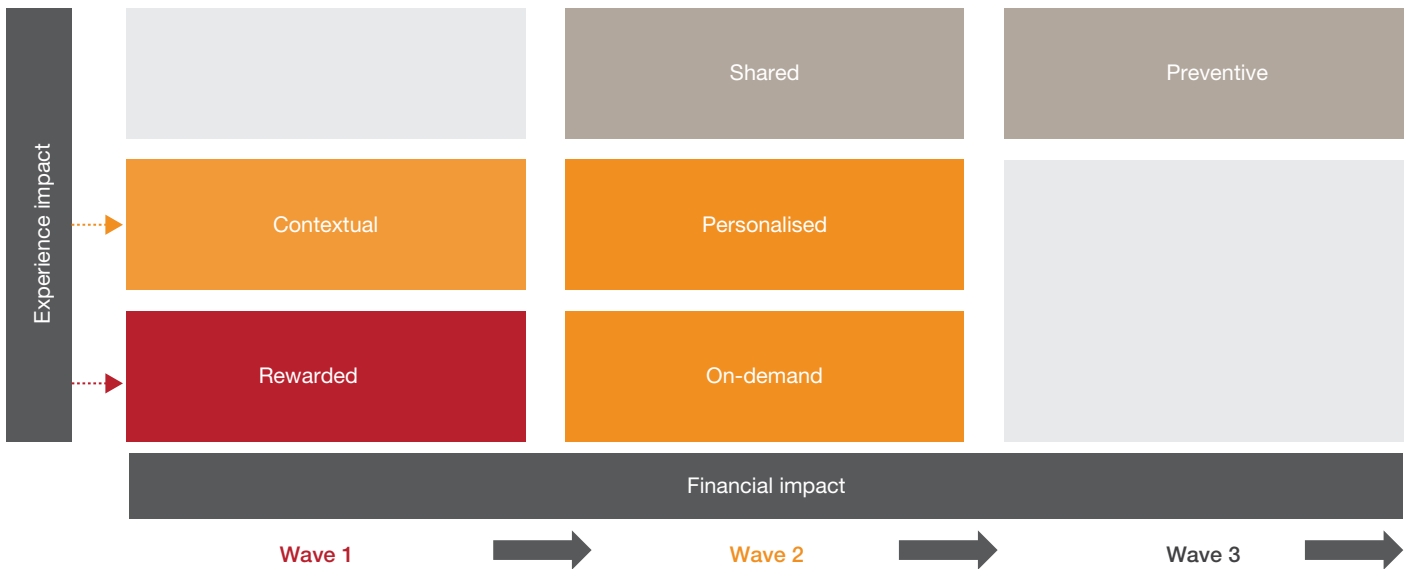 Experience impact
Shared
Preventive
Contextual
Personalised
Rewarded
On-demand
Financial impact
Wave 1
Wave 2
Wave 3